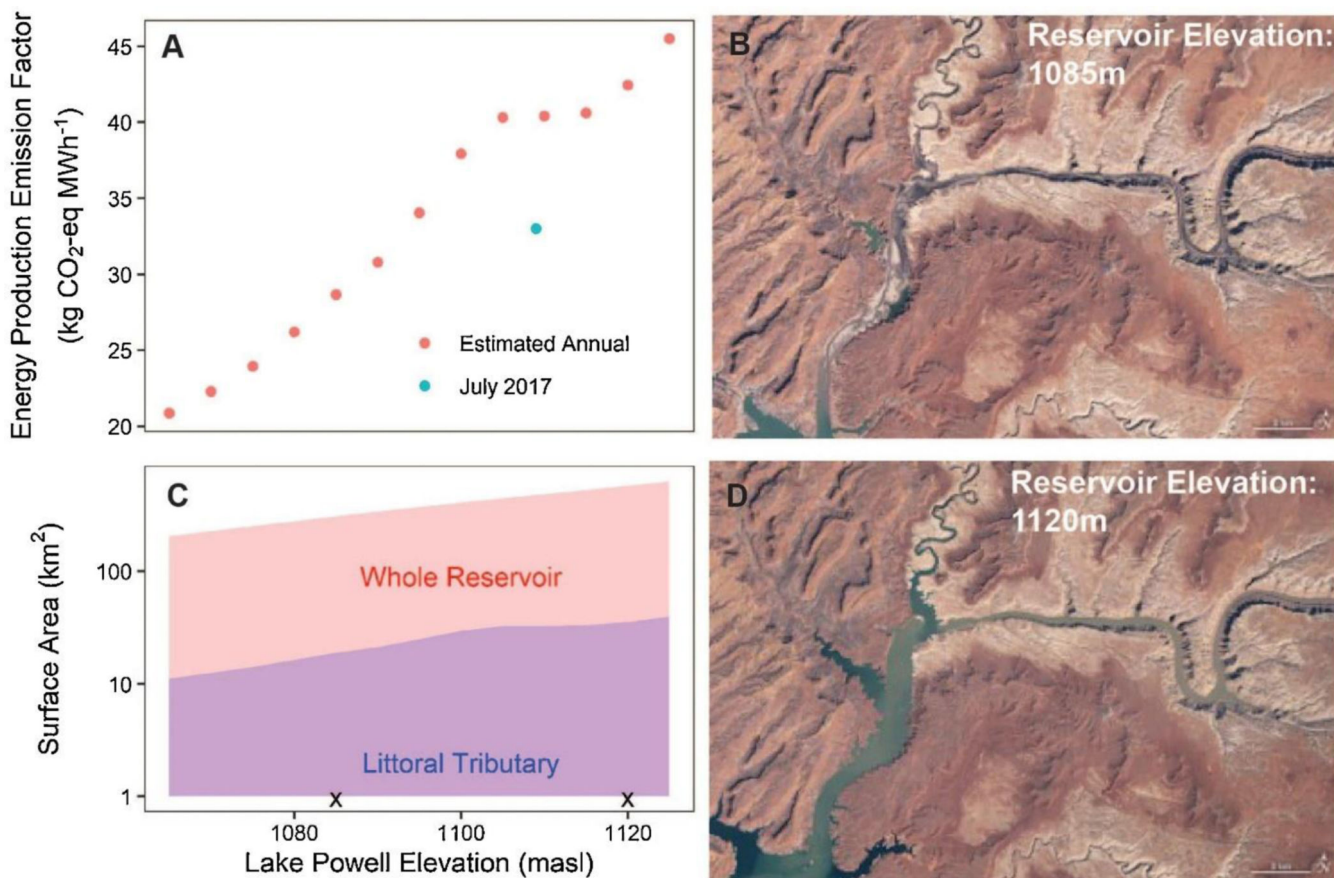 Energy Production Emission Factor
(kg CO₂-eq MWh⁻¹)
A
45
40
35
30
25
20
Estimated Annual
July 2017
B
Reservoir Elevation:
1085m
N
Surface Area (km²)
C
100
10
1
Whole Reservoir
Littoral Tributary
x
x
1080
1100
1120
Lake Powell Elevation (masl)
D
Reservoir Elevation:
1120m
N